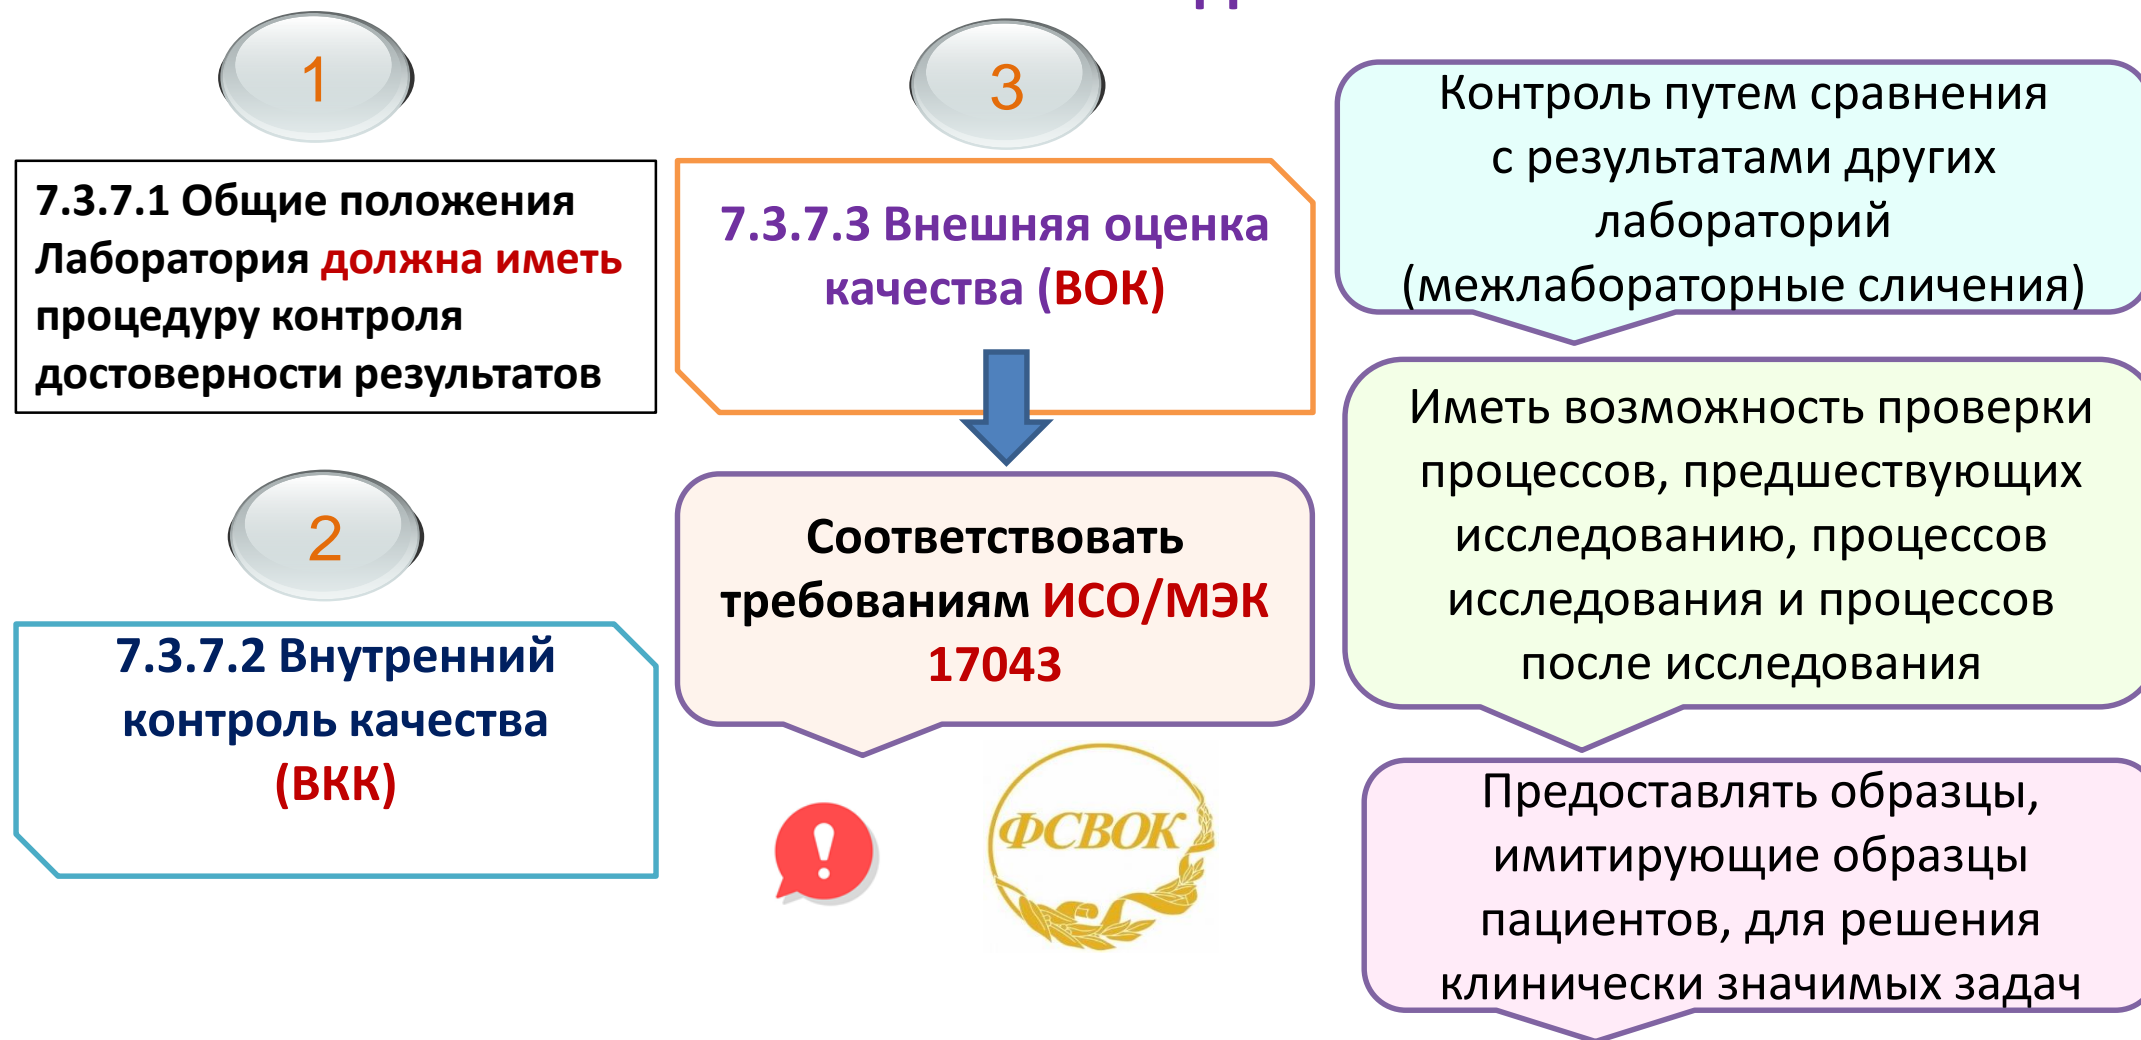 1
7.3.7.1 Общие положения
Лаборатория должна иметь
процедуру контроля
достоверности результатов
2
7.3.7.2 Внутренний
контроль качества
(ВКК)
3
7.3.7.3 Внешняя оценка
качества (ВОК)
Соответствовать
требованиям ИСО/МЭК
17043
!
ФСВОК
Контроль путем сравнения
с результатами других
лабораторий
(межлабораторные сличения)
Иметь возможность проверки
процессов, предшествующих
исследованию, процессов
исследования и процессов
после исследования
Предоставлять образцы,
имитирующие образцы
пациентов, для решения
клинически значимых задач